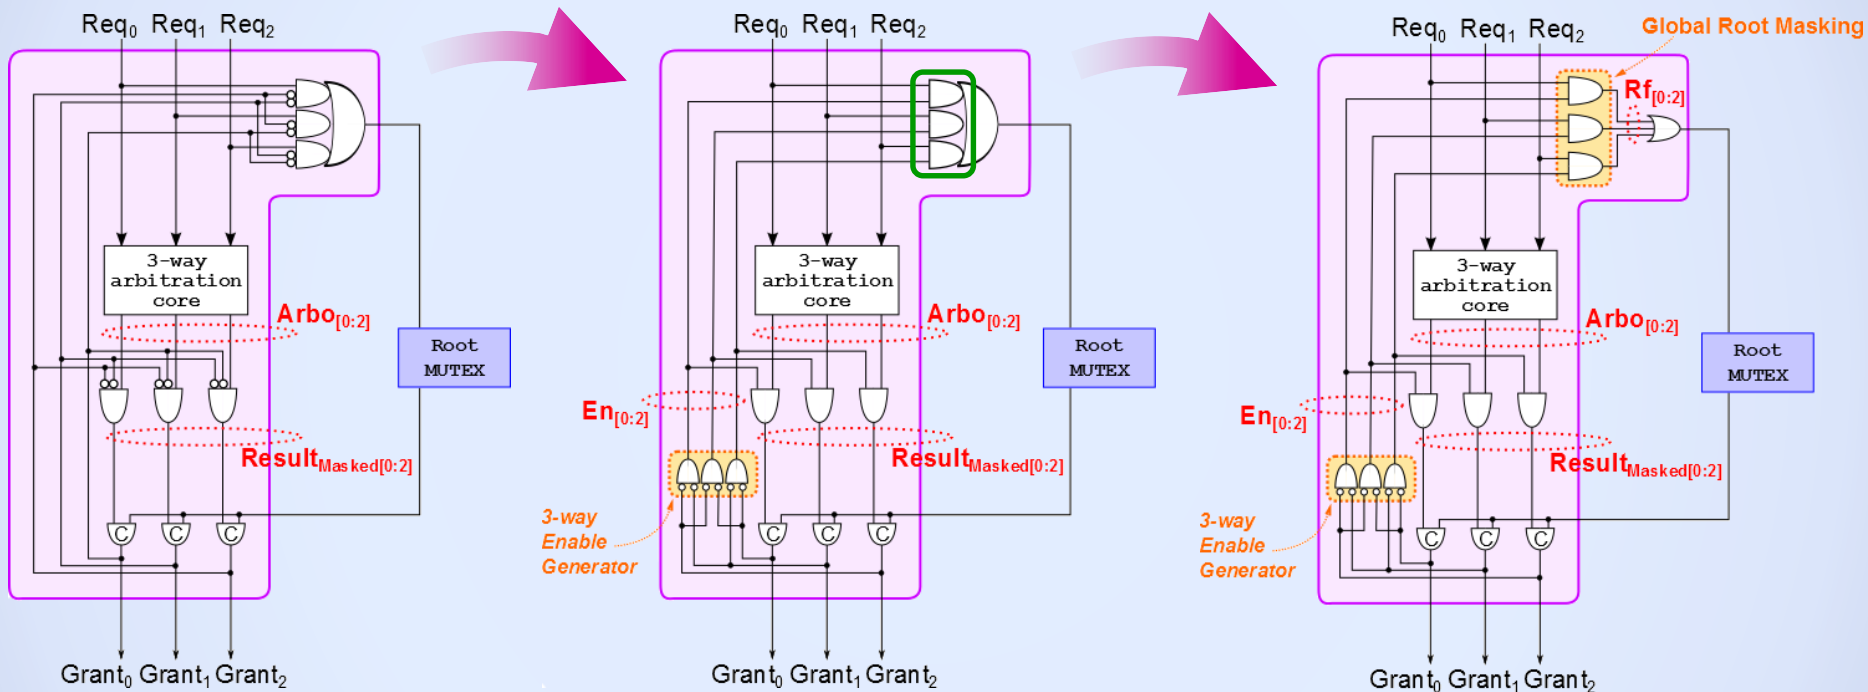 Req0 Req1 Req2
3-way
arbitration
core
Arbo[0:2]
Root
MUTEX
ResultMasked[0:2]
C C C
Grant0 Grant1 Grant2
Req0 Req1 Req2
3-way
arbitration
core
Arbo[0:2]
Root
MUTEX
En[0:2]
ResultMasked[0:2]
3-way
Enable
Generator
C C C
Grant0 Grant1 Grant2
Global Root Masking
Req0 Req1 Req2
Rf[0:2]
3-way
arbitration
core
Arbo[0:2]
Root
MUTEX
En[0:2]
ResultMasked[0:2]
3-way
Enable
Generator
C C C
Grant0 Grant1 Grant2